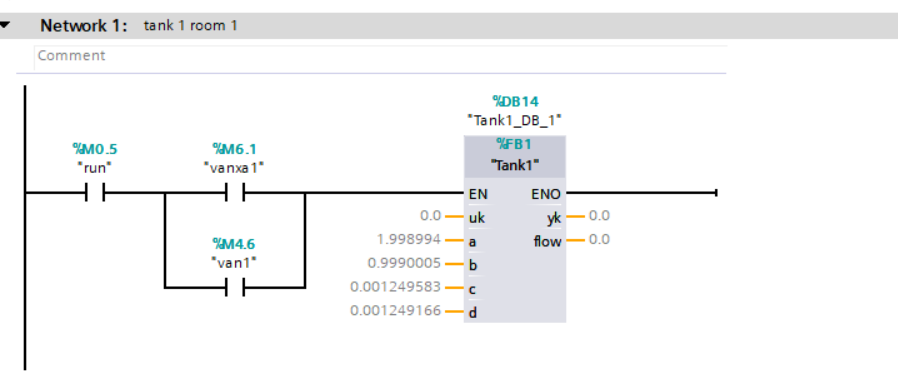 Network 1: tank 1 room 1
Comment
%DB14
"Tank1_DB_1"
%M0.5
"run"
%M6.1
"vanxa1"
%FB1
"Tank1"
EN ENO
0.0 uk yk 0.0
1.998994 a flow 0.0
%M4.6
"van1"
0.9990005 b
0.001249583 c
0.001249166 d